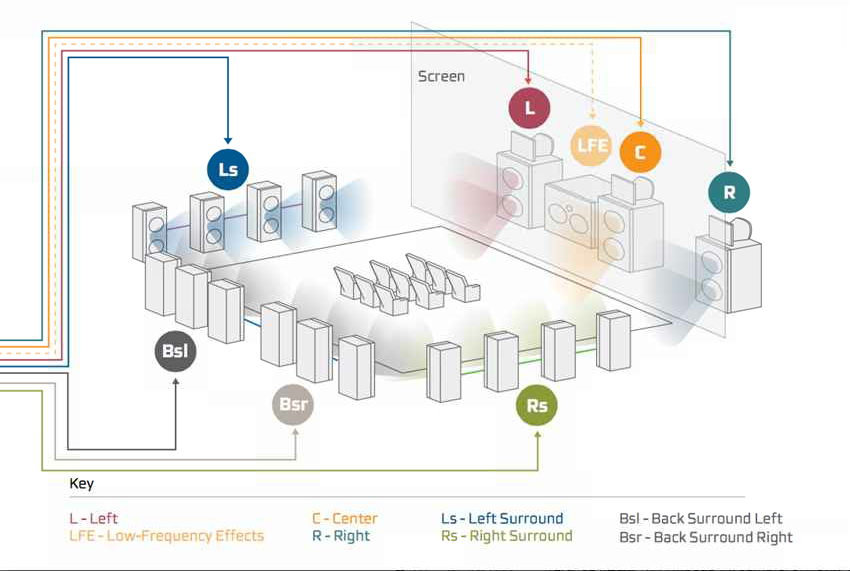 Screen
L
LFE
C
Ls
R
Bsl
Bsr
Rs
Key
L - Left
LFE - Low-Frequency Effects
C - Center
R - Right
Ls - Left Surround
Rs - Right Surround
Bsl - Back Surround Left
Bsr - Back Surround Right